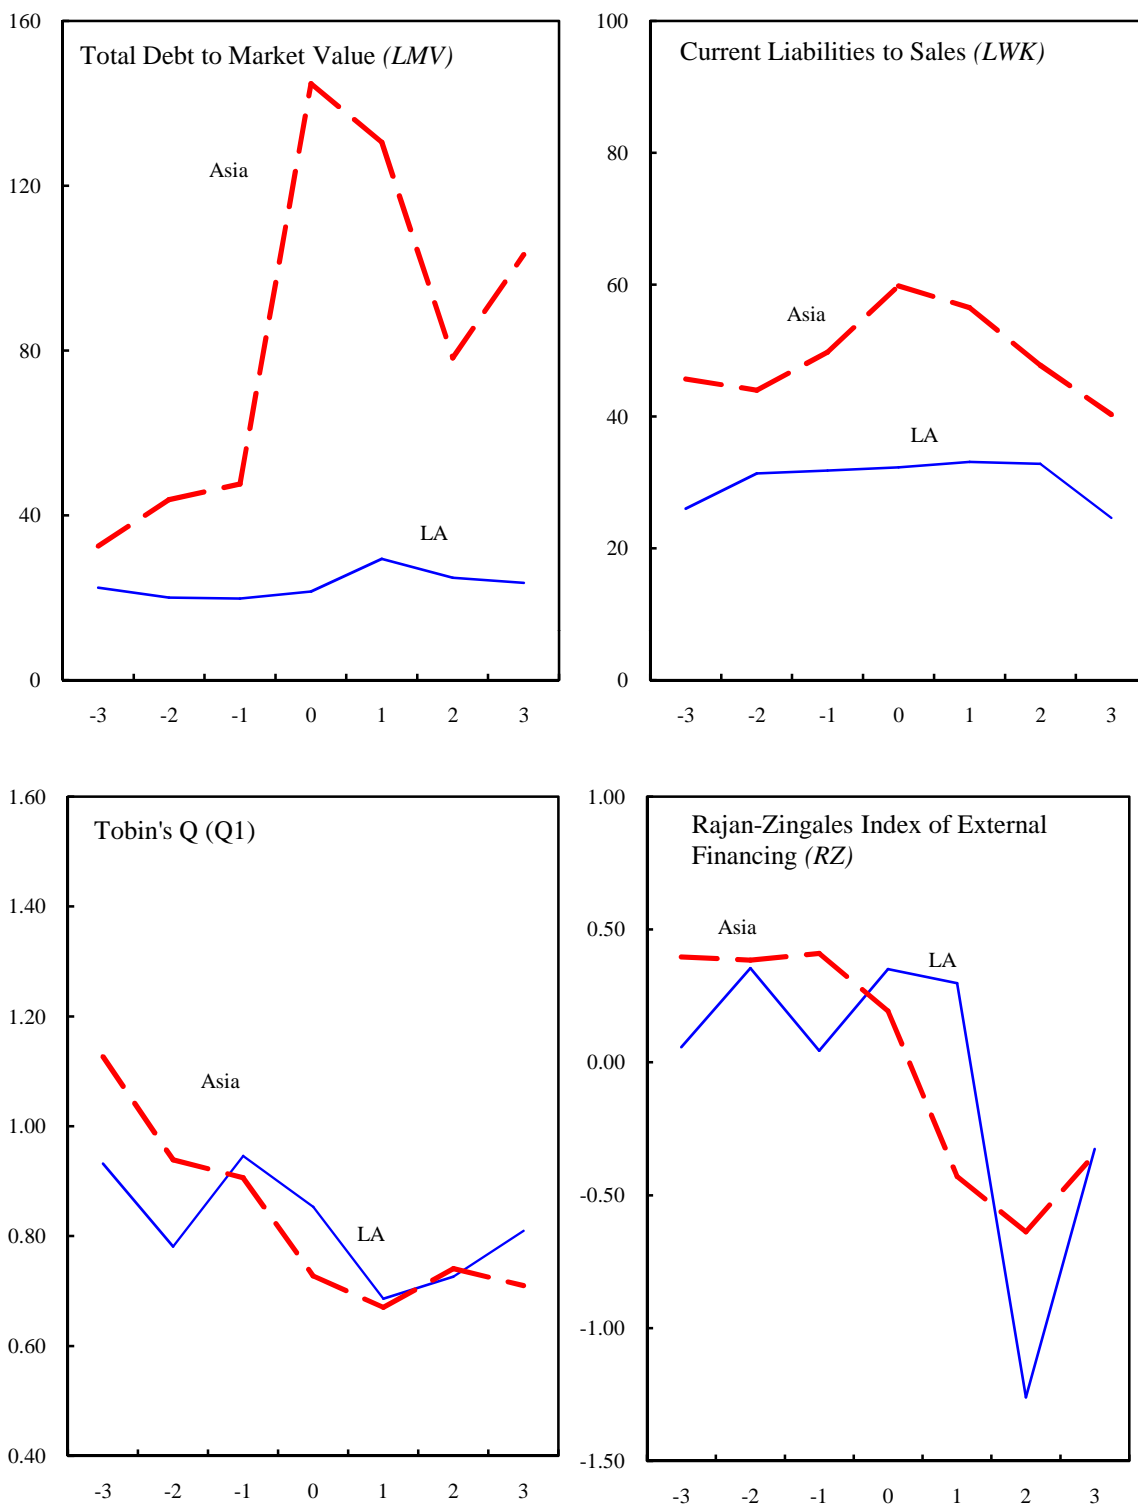 Total Debt to Market Value (LMV)
160
120
80
40
0
Asia
LA
-3 -2 -1 0 1 2 3
Current Liabilities to Sales (LWK)
100
80
60
40
20
0
Asia
LA
-3 -2 -1 0 1 2 3
Tobin's Q (Q1)
1.60
1.40
1.20
1.00
0.80
0.60
0.40
Asia
LA
-3 -2 -1 0 1 2 3
Rajan-Zingales Index of External
Financing (RZ)
1.00
0.50
0.00
-0.50
-1.00
-1.50
Asia
LA
-3 -2 -1 0 1 2 3